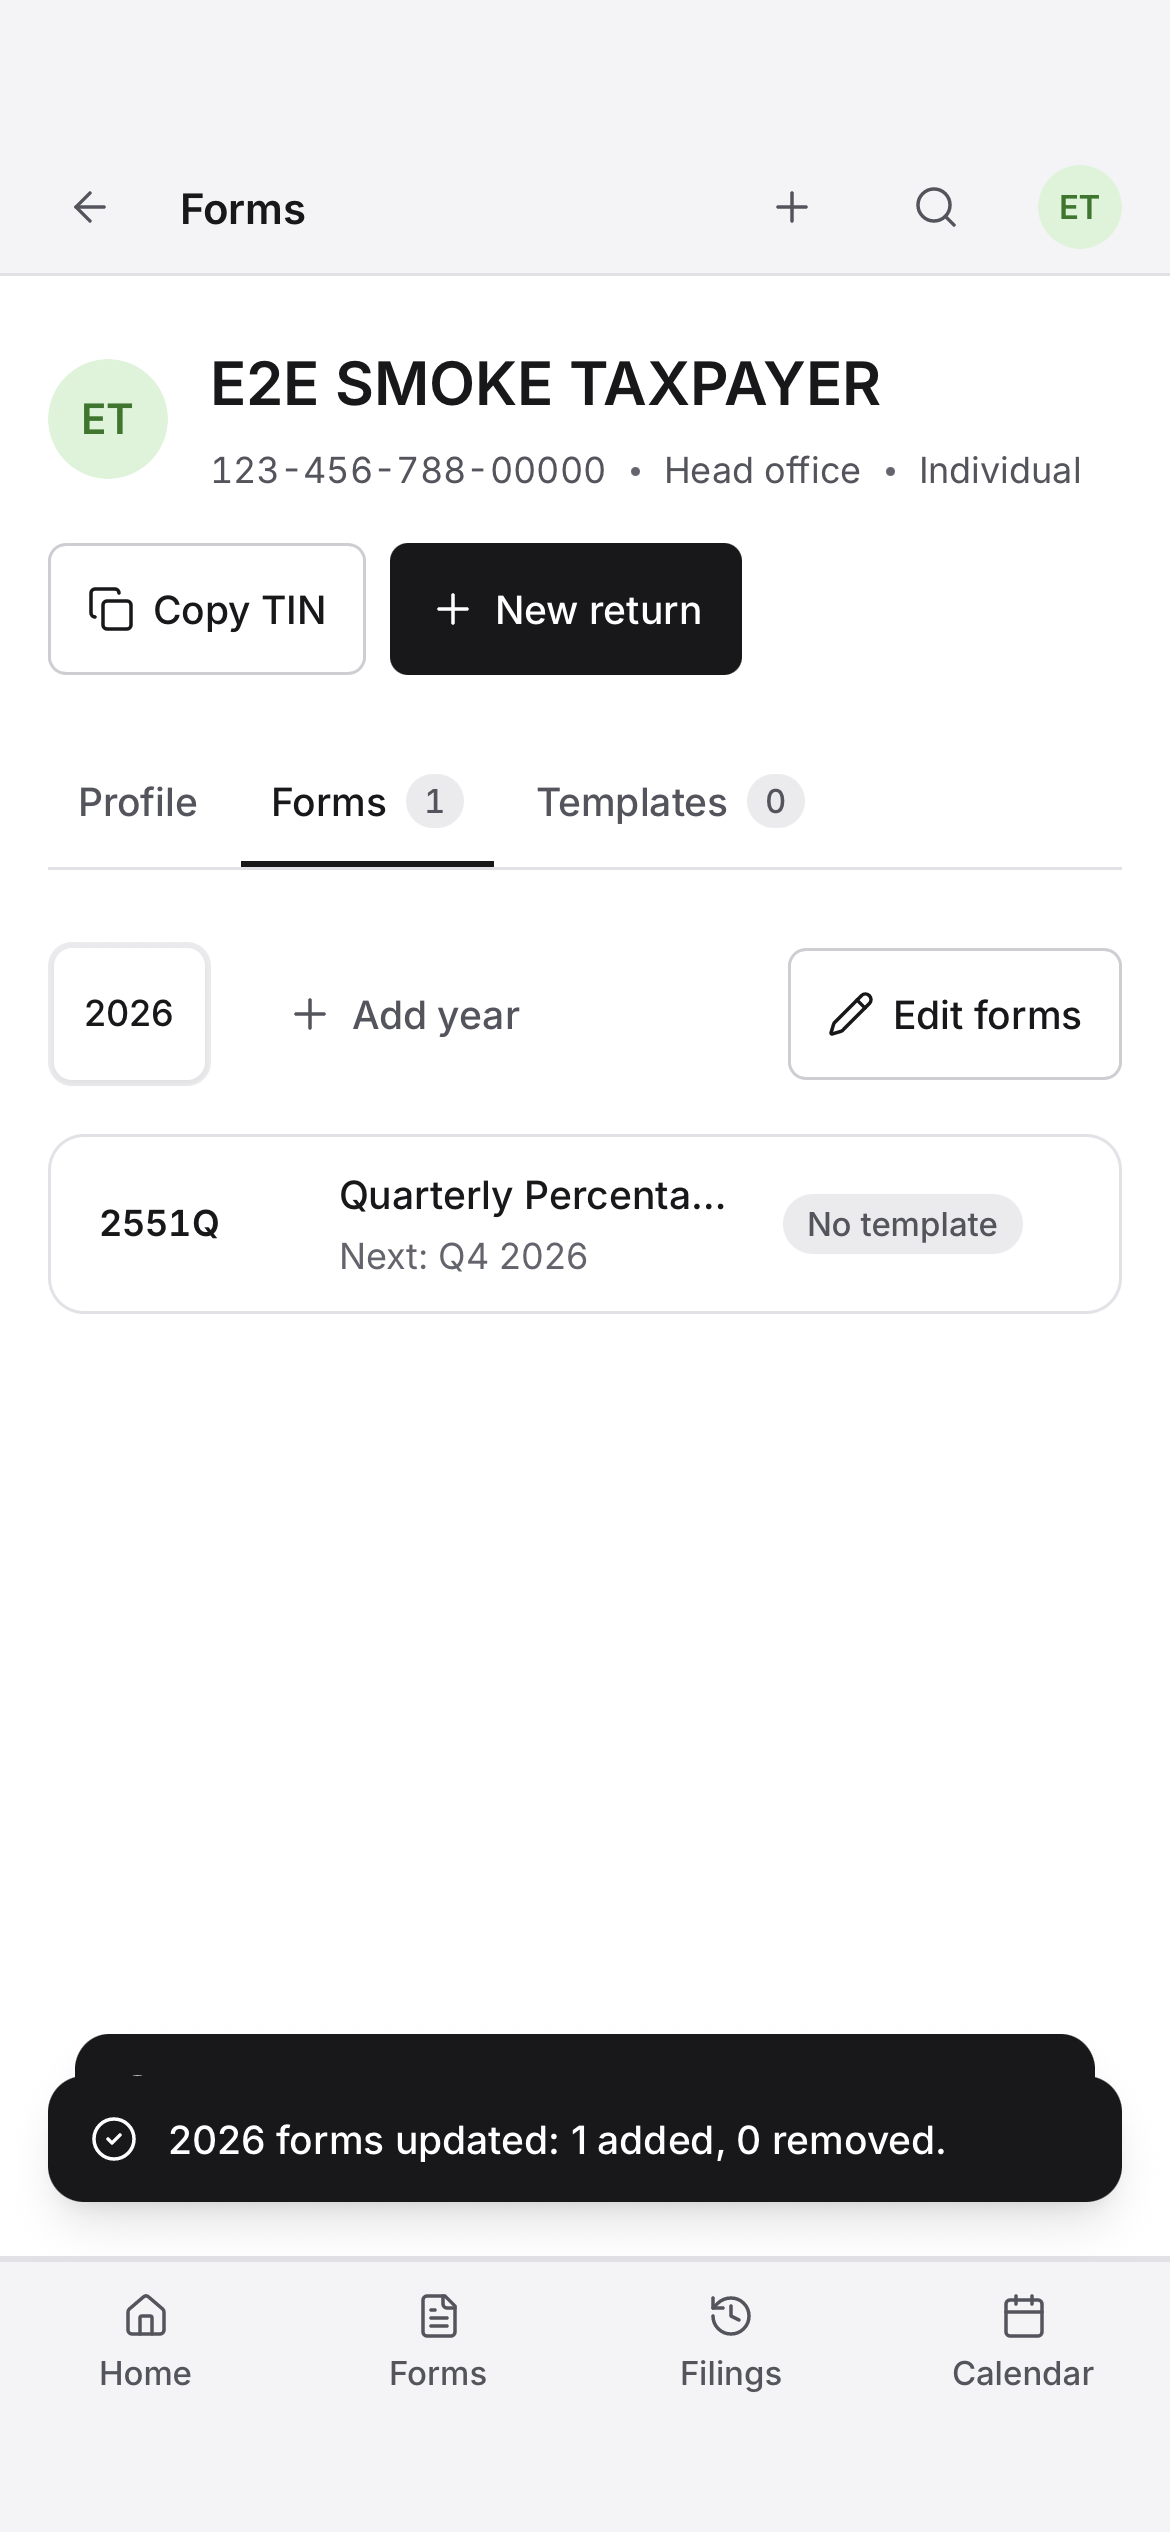 Forms
ET
ET
E2E SMOKE TAXPAYER
123-456-788-00000 • Head office • Individual
Copy TIN
New return
Profile
Forms 1
Templates 0
2026
Add year
Edit forms
2551Q
Quarterly Percenta...
Next: Q4 2026
No template
2026 forms updated: 1 added, 0 removed.
Home
Forms
Filings
Calendar